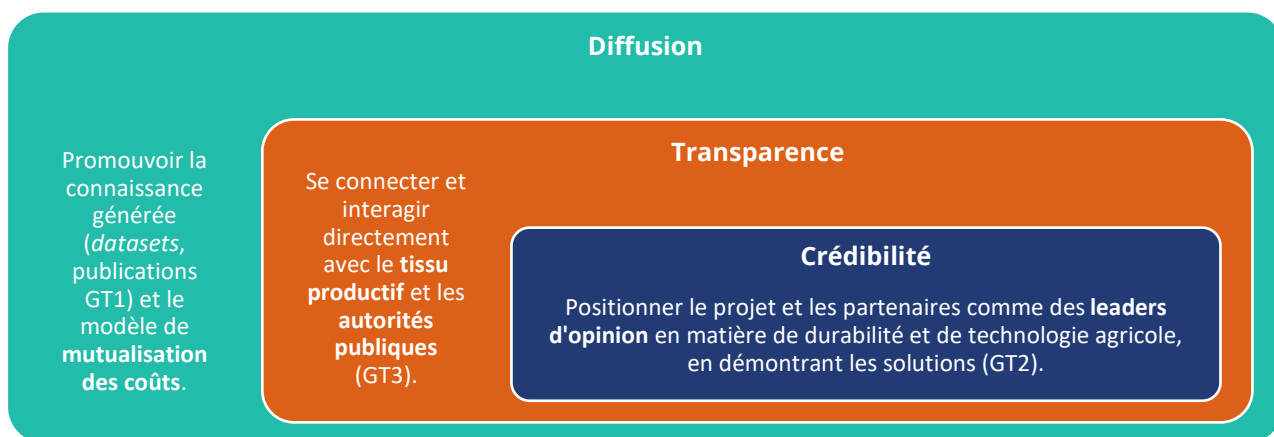 Diffusion
Promouvoir la
connaissance
générée
(datasets,
publications
GT1) et le
modèle de
mutualisation
des coûts.
Transparence
Se connecter et
interagir
directement
avec le tissu
productif et les
autorités
publiques
(GT3).
Crédibilité
Positionner le projet et les partenaires comme des leaders
d'opinion en matière de durabilité et de technologie agricole,
en démontrant les solutions (GT2).